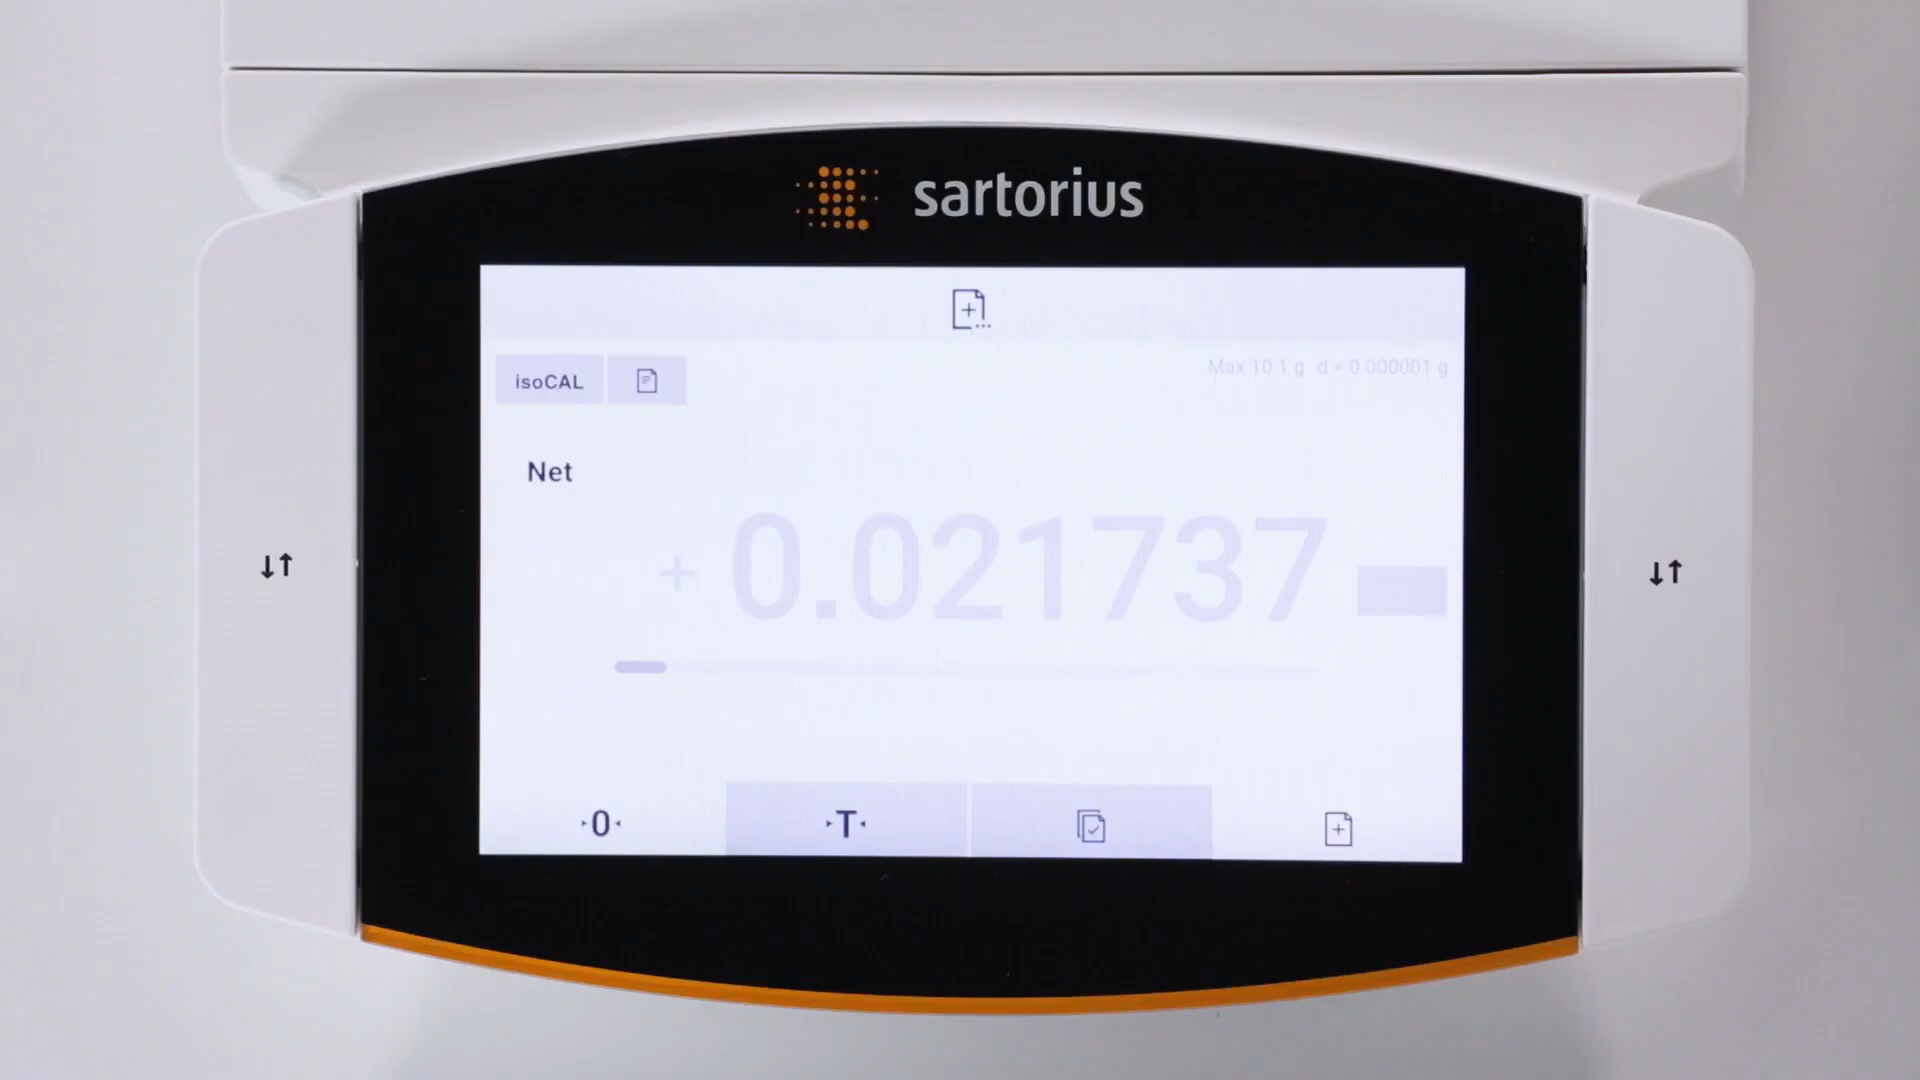 sartorius
isoCAL
Max 10.1 g d = 0.000001 g
Net
+ 0.021737
0
T